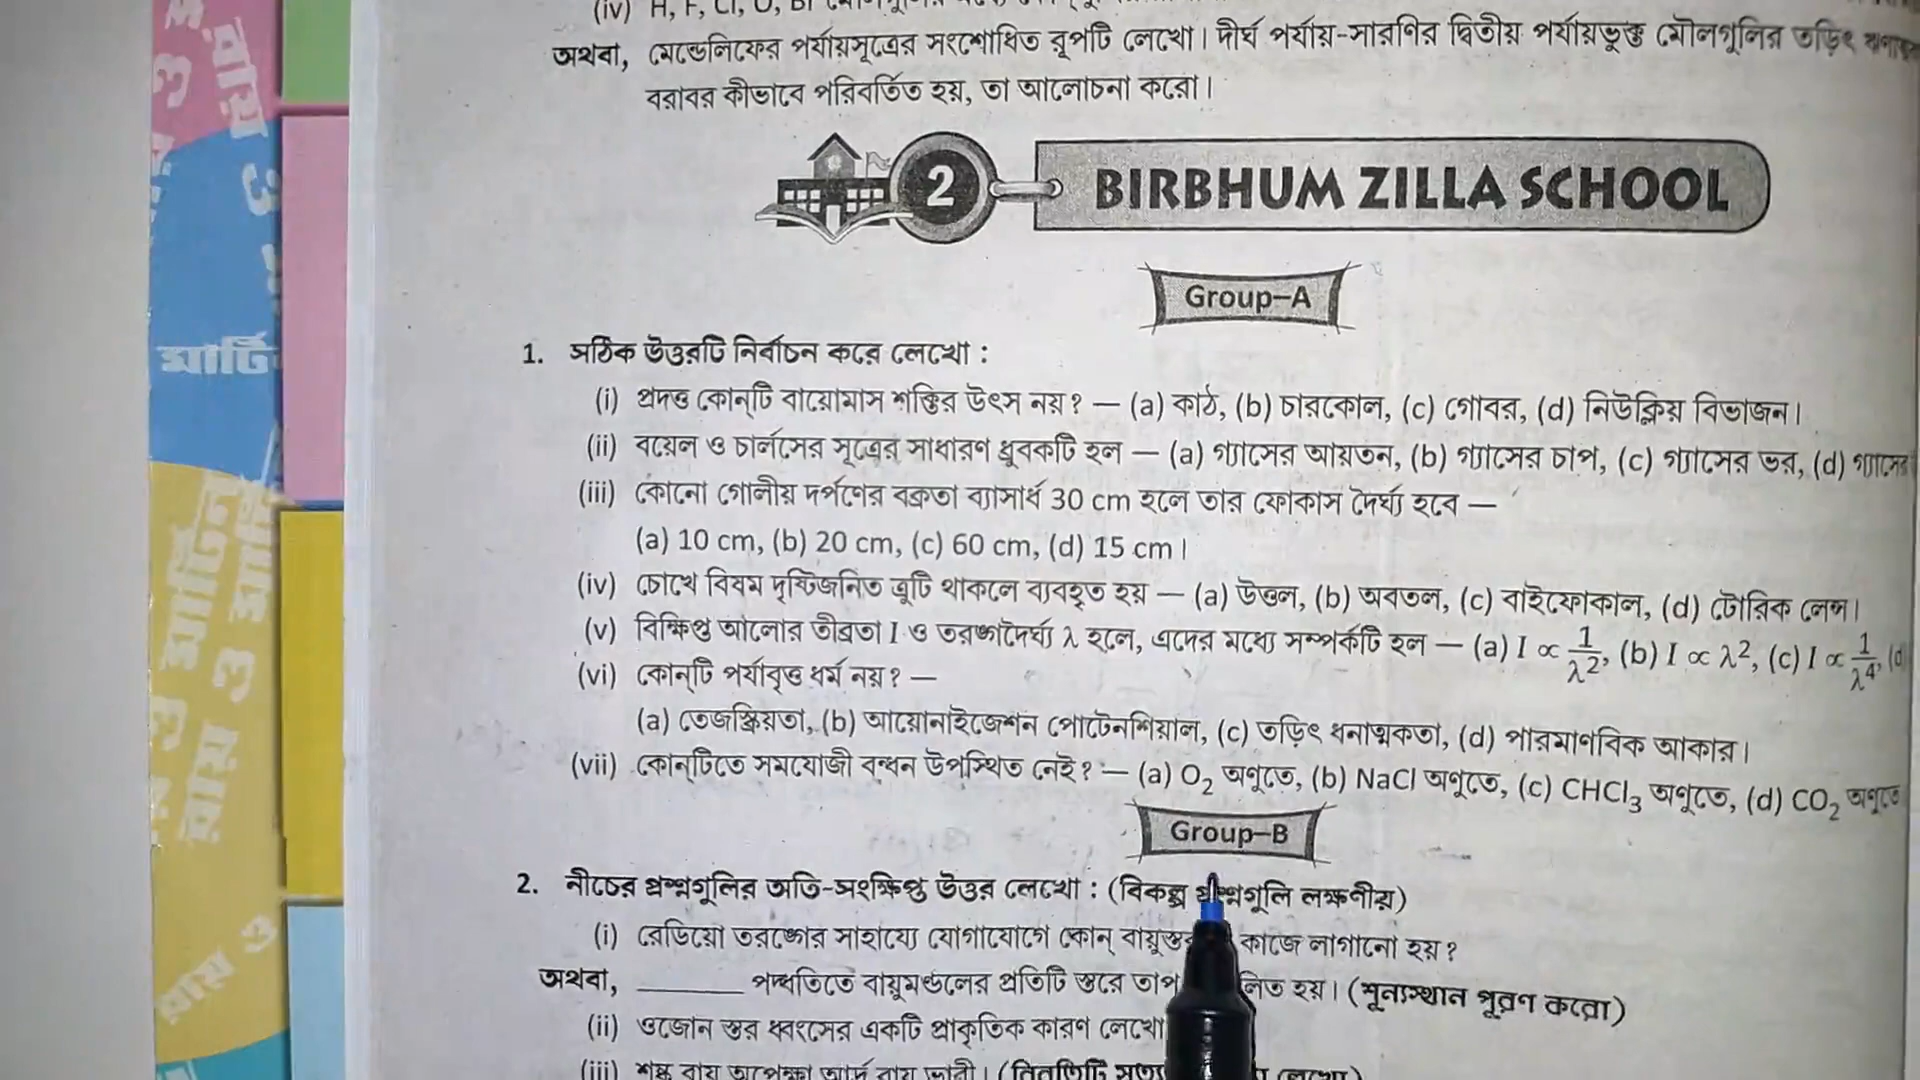 (iv) H, F, Cl, O, Br
অথবা, মেন্ডেলিফের পর্যায়সূত্রের সংশোধিত রূপটি লেখো। দীর্ঘ পর্যায়-সারণির দ্বিতীয় পর্যায়ভুক্ত মৌলগুলির তড়িৎ
বরাবর কীভাবে পরিবর্তিত হয়, তা আলোচনা করো।
2 BIRBHUM ZILLA SCHOOL
Group–A
1. সঠিক উত্তরটি নির্বাচন করে লেখো :
(i) প্রদত্ত কোন্‌টি বায়োমাস শক্তির উৎস নয়? — (a) কাঠ, (b) চারকোল, (c) গোবর, (d) নিউক্লিয় বিভাজন।
(ii) বয়েল ও চার্লসের সূত্রের সাধারণ ধ্রুবকটি হল — (a) গ্যাসের আয়তন, (b) গ্যাসের চাপ, (c) গ্যাসের ভর, (d) গ্যাসের
(iii) কোনো গোলীয় দর্পণের বক্রতা ব্যাসার্ধ 30 cm হলে তার ফোকাস দৈর্ঘ্য হবে —
(a) 10 cm, (b) 20 cm, (c) 60 cm, (d) 15 cm।
(iv) চোখে বিষম দৃষ্টিজনিত ত্রুটি থাকলে ব্যবহৃত হয় — (a) উত্তল, (b) অবতল, (c) বাইফোকাল, (d) টোরিক লেন্স।
(v) বিক্ষিপ্ত আলোর তীব্রতা I ও তরঙ্গদৈর্ঘ্য λ হলে, এদের মধ্যে সম্পর্কটি হল — (a) I ∝ 1/λ², (b) I ∝ λ², (c) I ∝ 1/λ⁴, (d
(vi) কোন্‌টি পর্যাবৃত্ত ধর্ম নয়? —
(a) তেজস্ক্রিয়তা, (b) আয়োনাইজেশন পোটেনশিয়াল, (c) তড়িৎ ধনাত্মকতা, (d) পারমাণবিক আকার।
(vii) কোন্‌টিতে সমযোজী বন্ধন উপস্থিত নেই? — (a) O₂ অণুতে, (b) NaCl অণুতে, (c) CHCl₃ অণুতে, (d) CO₂ অণুতে
Group–B
2. নীচের প্রশ্নগুলির অতি-সংক্ষিপ্ত উত্তর লেখো : (বিকল্প প্রশ্নগুলি লক্ষণীয়)
(i) রেডিয়ো তরঙ্গের সাহায্যে যোগাযোগে কোন্ কাজে লাগানো হয়?
অথবা, ______ পদ্ধতিতে বায়ুমণ্ডলের প্রতিটি স্তরে হয়। (শূন্যস্থান পূরণ করো)
(ii) ওজোন স্তর ধ্বংসের একটি প্রাকৃতিক কারণ লেখো
(iii) শুষ্ক বায়ু অপেক্ষা আর্দ্র বায়ু ভারী। (বিবৃতিটি লেখো)
রায় ও
মার্টিন
রায় ও মার্টিন
রায় ও